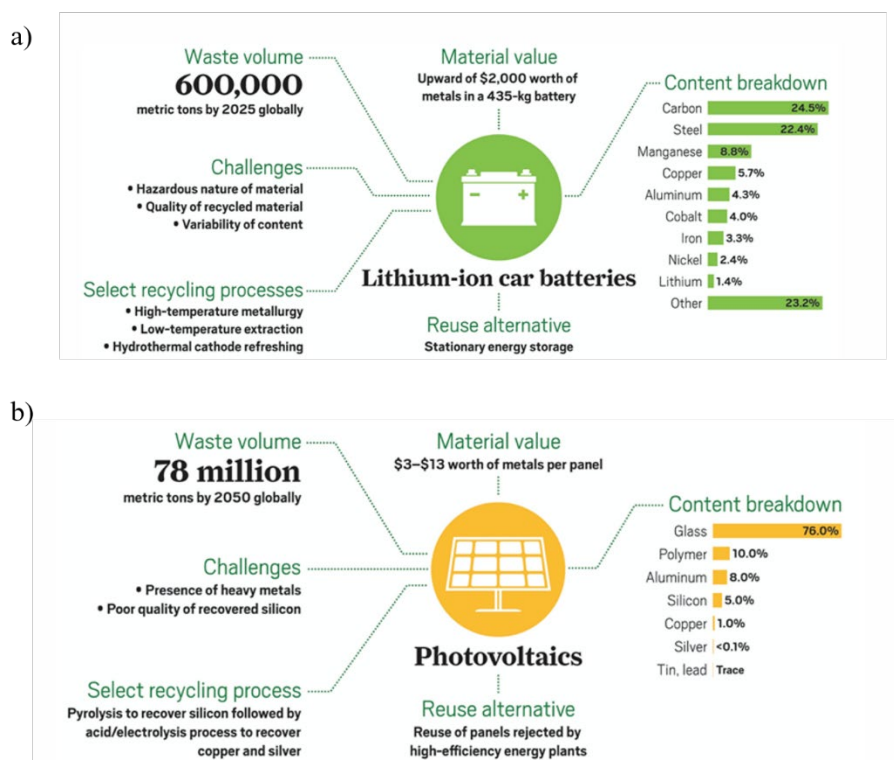 a)
Waste volume
600,000
metric tons by 2025 globally
Challenges
• Hazardous nature of material
• Quality of recycled material
• Variability of content
Select recycling processes
• High-temperature metallurgy
• Low-temperature extraction
• Hydrothermal cathode refreshing
Material value
Upward of $2,000 worth of
metals in a 435-kg battery
Lithium-ion car batteries
Reuse alternative
Stationary energy storage
Content breakdown
Carbon 24.5%
Steel 22.4%
Manganese 8.8%
Copper 5.7%
Aluminum 4.3%
Cobalt 4.0%
Iron 3.3%
Nickel 2.4%
Lithium 1.4%
Other 23.2%
b)
Waste volume
78 million
metric tons by 2050 globally
Challenges
• Presence of heavy metals
• Poor quality of recovered silicon
Select recycling process
Pyrolysis to recover silicon followed by
acid/electrolysis process to recover
copper and silver
Material value
$3–$13 worth of metals per panel
Photovoltaics
Reuse alternative
Reuse of panels rejected by
high-efficiency energy plants
Content breakdown
Glass 76.0%
Polymer 10.0%
Aluminum 8.0%
Silicon 5.0%
Copper 1.0%
Silver <0.1%
Tin, lead Trace